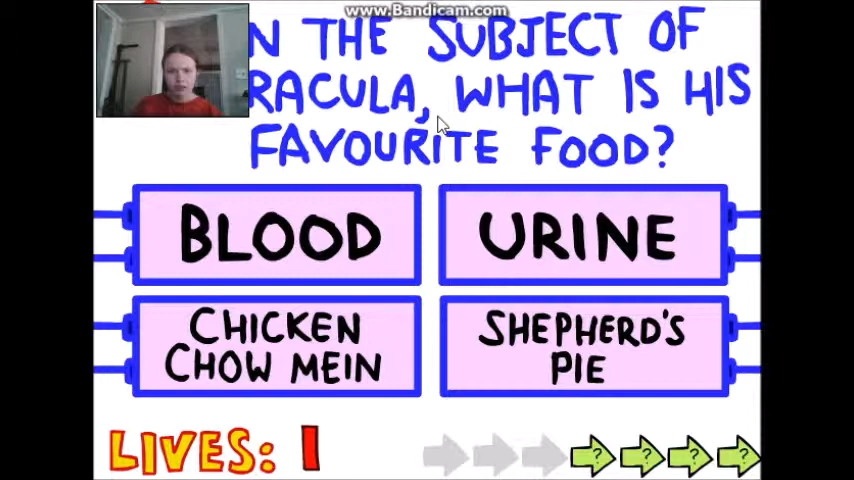 www.Bandicam.com
N THE SUBJECT OF
RACULA, WHAT IS HIS
FAVOURITE FOOD?
BLOOD
URINE
CHICKEN
CHOW MEIN
SHEPHERD'S
PIE
LIVES: 1
? ? ? ?